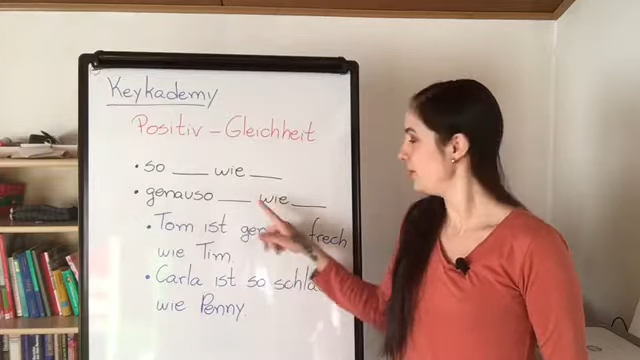 Keykademy
Positiv - Gleichheit
• so ___ wie ___
• genauso ___ wie ___
• Tom ist frech
wie Tim.
• Carla ist so
wie Penny.